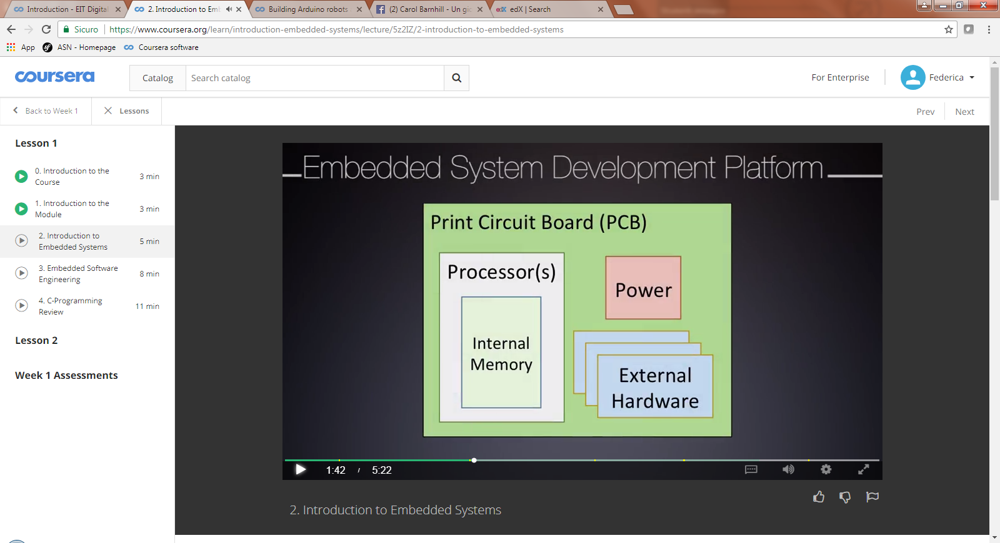 Introduction - EIT Digital
2. Introduction to Emb
Building Arduino robots
(2) Carol Barnhill - Un gio
edX edX | Search
Sicuro https://www.coursera.org/learn/introduction-embedded-systems/lecture/5z2IZ/2-introduction-to-embedded-systems
App ASN - Homepage Coursera software
coursera Catalog Search catalog For Enterprise Federica
Back to Week 1 Lessons Prev Next
Lesson 1
0. Introduction to the
Course
3 min
1. Introduction to the
Module
3 min
2. Introduction to
Embedded Systems
5 min
3. Embedded Software
Engineering
8 min
4. C-Programming
Review
11 min
Lesson 2
Week 1 Assessments
Embedded System Development Platform
Print Circuit Board (PCB)
Processor(s)
Internal
Memory
Power
External
Hardware
1:42 / 5:22
2. Introduction to Embedded Systems